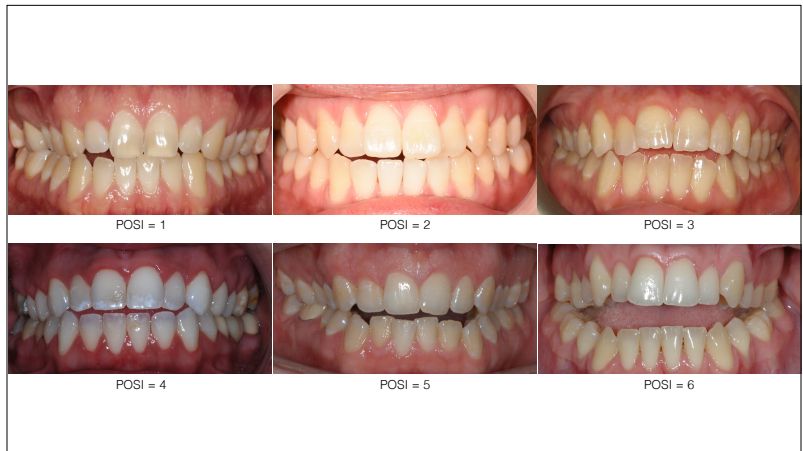 POSI = 1
POSI = 2
POSI = 3
POSI = 4
POSI = 5
POSI = 6